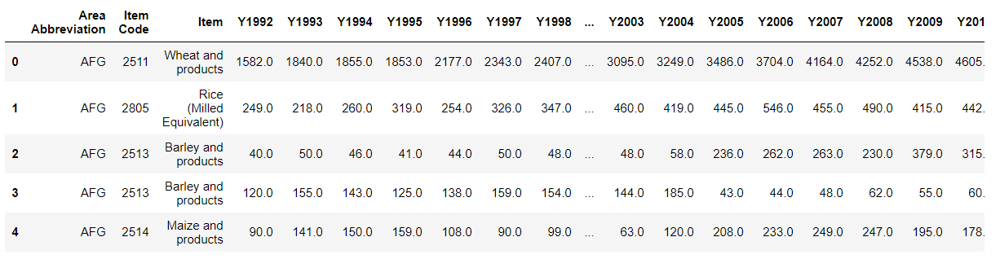 Area Abbreviation Item Code Item Y1992 Y1993 Y1994 Y1995 Y1996 Y1997 Y1998 ... Y2003 Y2004 Y2005 Y2006 Y2007 Y2008 Y2009 Y201
0 AFG 2511 Wheat and products 1582.0 1840.0 1855.0 1853.0 2177.0 2343.0 2407.0 ... 3095.0 3249.0 3486.0 3704.0 4164.0 4252.0 4538.0 4605.
1 AFG 2805 Rice (Milled Equivalent) 249.0 218.0 260.0 319.0 254.0 326.0 347.0 ... 460.0 419.0 445.0 546.0 455.0 490.0 415.0 442.
2 AFG 2513 Barley and products 40.0 50.0 46.0 41.0 44.0 50.0 48.0 ... 48.0 58.0 236.0 262.0 263.0 230.0 379.0 315.
3 AFG 2513 Barley and products 120.0 155.0 143.0 125.0 138.0 159.0 154.0 ... 144.0 185.0 43.0 44.0 48.0 62.0 55.0 60.
4 AFG 2514 Maize and products 90.0 141.0 150.0 159.0 108.0 90.0 99.0 ... 63.0 120.0 208.0 233.0 249.0 247.0 195.0 178.